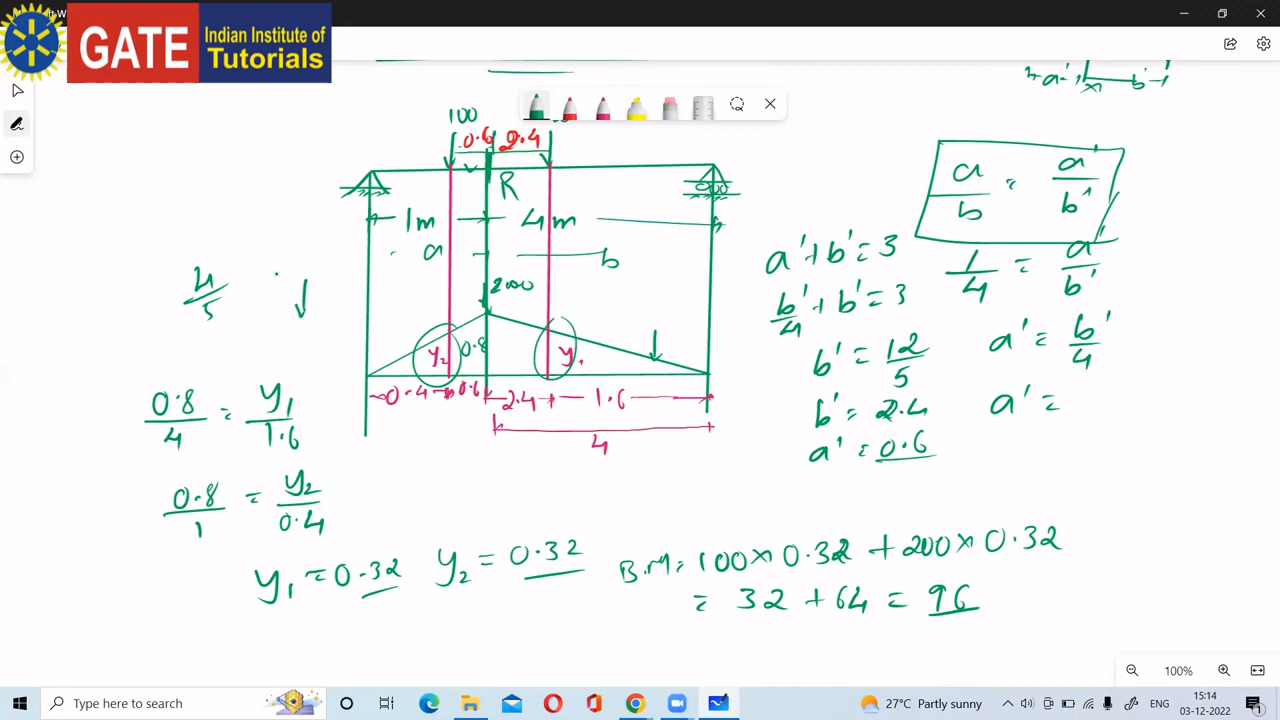 GATE
Indian Institute of
Tutorials
a' b'
100
0.6 2.4
R
1m 4m
a b
200
y₂ 0.8 y₁
0.4 0.6 2.4 1.6
4
4/5
0.8/4 = y₁/1.6
0.8/1 = y₂/0.4
y₁ = 0.32 y₂ = 0.32
a/b = a'/b'
a'+b' = 3
b'/4 + b' = 3
b' = 12/5
b' = 2.4
a' = 0.6
1/4 = a'/b'
a' = b'/4
a' =
B.M = 100 × 0.32 + 200 × 0.32
= 32 + 64 = 96
100%
Type here to search
27°C Partly sunny
15:14
03-12-2022